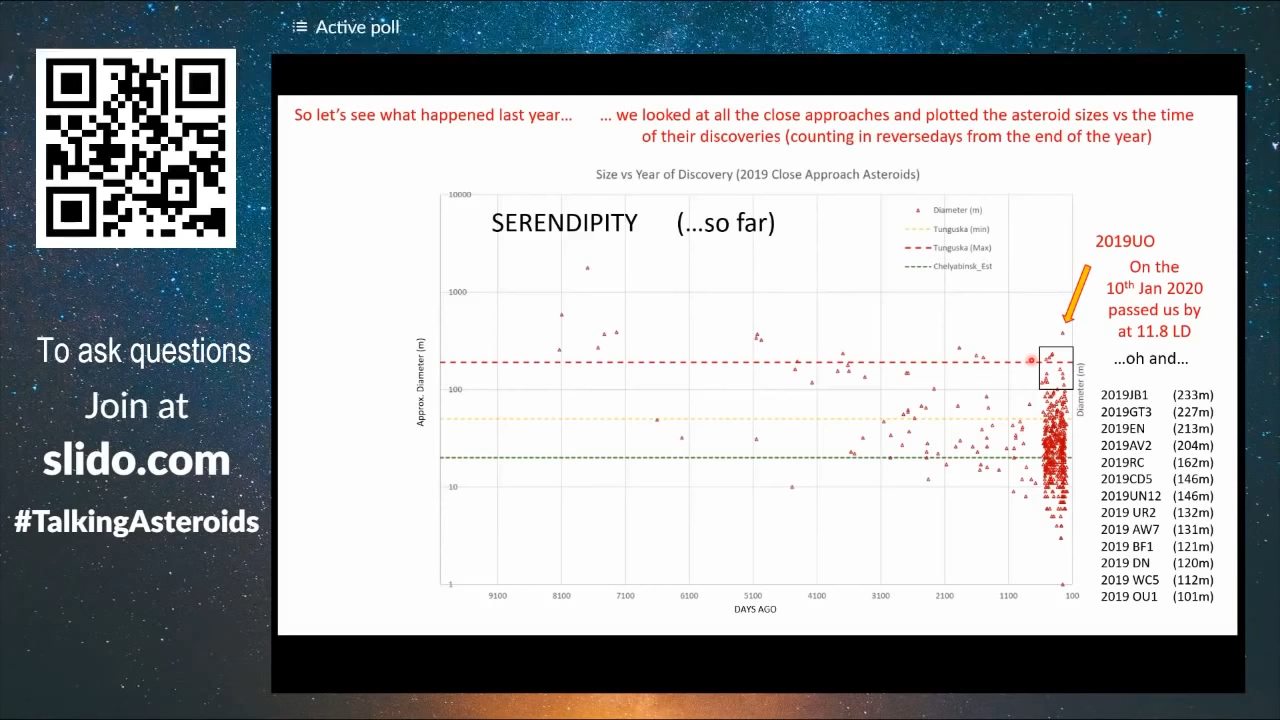 Active poll
So let's see what happened last year...
... we looked at all the close approaches and plotted the asteroid sizes vs the time
of their discoveries (counting in reversedays from the end of the year)
Size vs Year of Discovery (2019 Close Approach Asteroids)
SERENDIPITY (...so far)
Diameter (m)
Tunguska (min)
Tunguska (Max)
Chelyabinsk_Est
2019UO
On the
10th Jan 2020
passed us by
at 11.8 LD
...oh and...
2019JB1 (233m)
2019GT3 (227m)
2019EN (213m)
2019AV2 (204m)
2019RC (162m)
2019CD5 (146m)
2019UN12 (146m)
2019 UR2 (132m)
2019 AW7 (131m)
2019 BF1 (121m)
2019 DN (120m)
2019 WC5 (112m)
2019 OU1 (101m)
Approx. Diameter (m)
Diameter (m)
10000
1000
100
10
1
9100 8100 7100 6100 5100 4100 3100 2100 1100 100
DAYS AGO
To ask questions
Join at
slido.com
#TalkingAsteroids